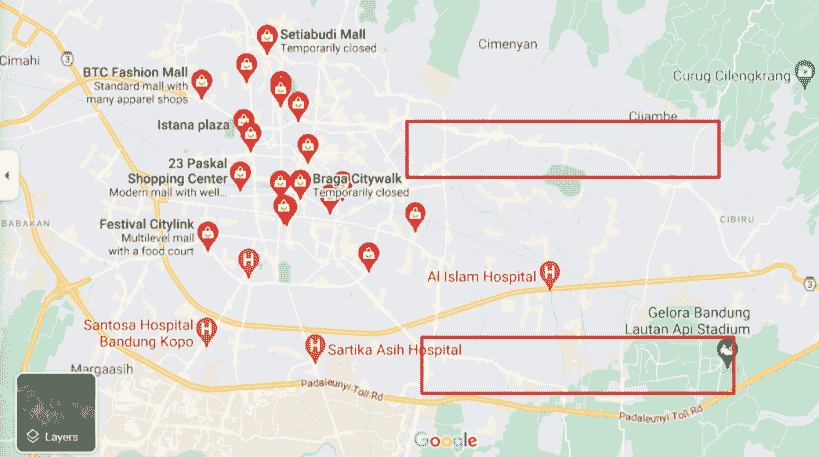 Setiabudi Mall
Temporarily closed
Cimenyan
Cimahi
3
BTC Fashion Mall
Standard mall with
many apparel shops
Curug Cilengkrang
Cijambe
Istana plaza
23 Paskal
Shopping Center
Modern mall with well...
Braga Citywalk
Temporarily closed
BABAKAN
Festival Citylink
Multilevel mall
with a food court
CIBIRU
H
Al Islam Hospital
H
3
Gelora Bandung
Lautan Api Stadium
Santosa Hospital
Bandung Kopo
H
H
Sartika Asih Hospital
Margaasih
Padaleunyi Toll Rd
Padaleunyi Toll Rd
Layers
Google